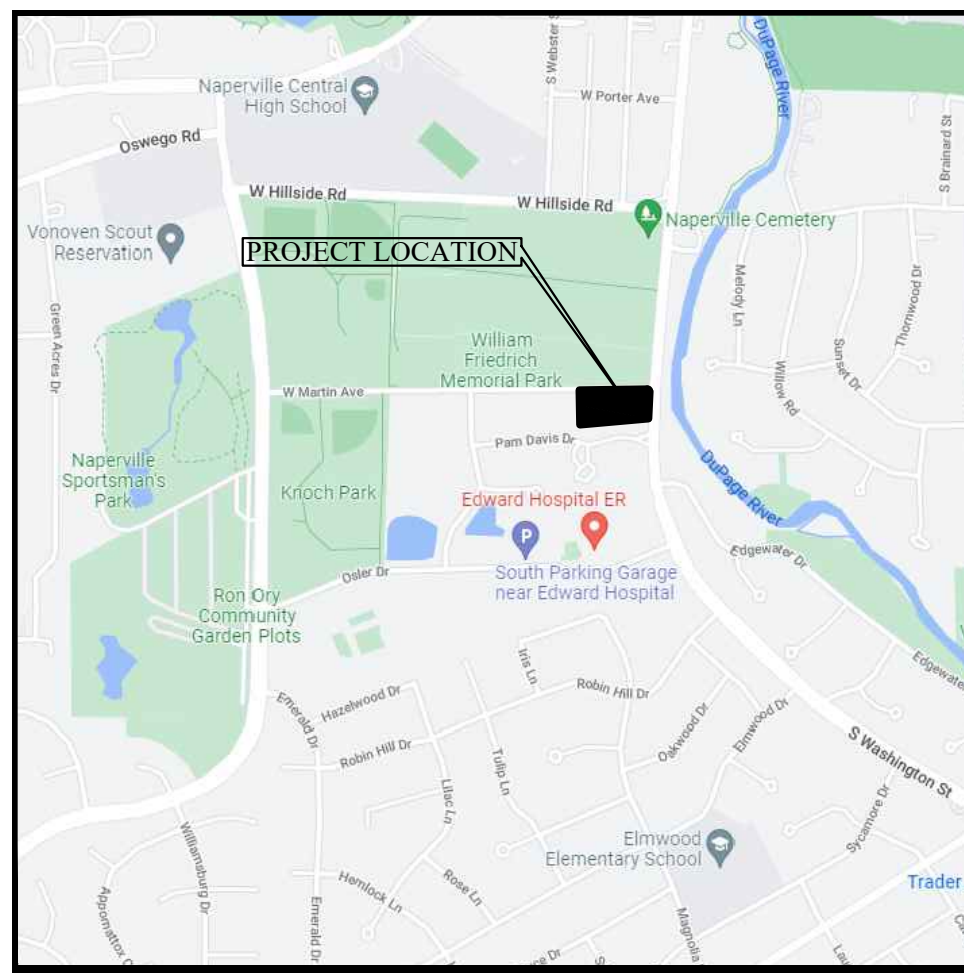 S Webster S
DuPage River
Naperville Central
High School
W Porter Ave
Oswego Rd
S Brainard St
W Hillside Rd
W Hillside Rd
Naperville Cemetery
Vonoven Scout
Reservation
PROJECT LOCATION
Melody Ln
Thornwood Dr
Green Acres Dr
William
Friedrich
Memorial Park
Sunset Dr
Willow Rd
W Martin Ave
Pam Davis Dr
Naperville
Sportsman's
Park
Knoch Park
Edward Hospital ER
P
DuPage River
Edgewater Dr
South Parking Garage
near Edward Hospital
Osler Dr
Ron Ory
Community
Garden Plots
Iris Ln
Edgewate
Robin Hill Dr
Hazelwood Dr
Emerald Dr
Oakwood Dr
Elmwood Dr
Robin Hill Dr
Tulip Ln
S Washington St
Lilac Ln
Sycamore Dr
Williamsburg Dr
Elmwood
Elementary School
Trader
Hemlock Ln
Rose Ln
Appomattox C
Emerald Dr
Magnolia
ce Dr
Lau